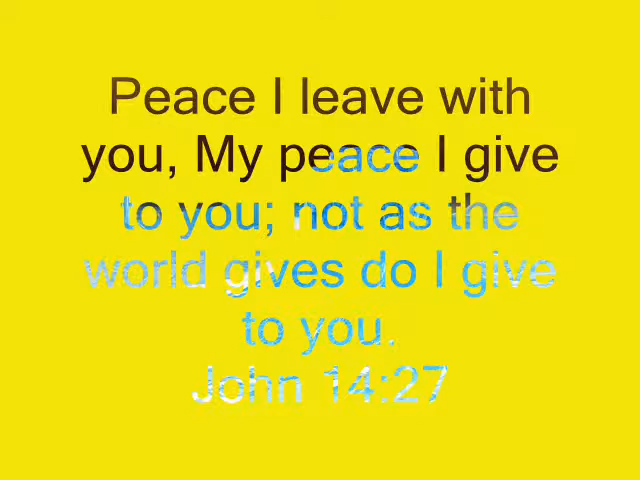 Peace I leave with
you, My peace I give
to you; not as the
world gives do I give
to you.
John 14:27